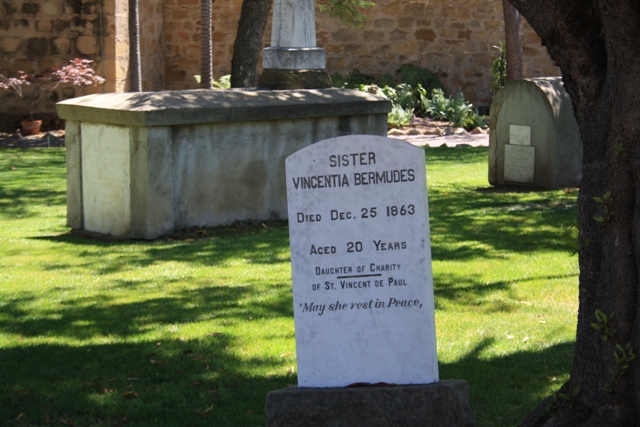 SISTER
VINCENTIA BERMUDES
DIED DEC. 25 1863
AGED 20 YEARS
DAUGHTER OF CHARITY
OF ST. VINCENT DE PAUL
'May she rest in Peace,